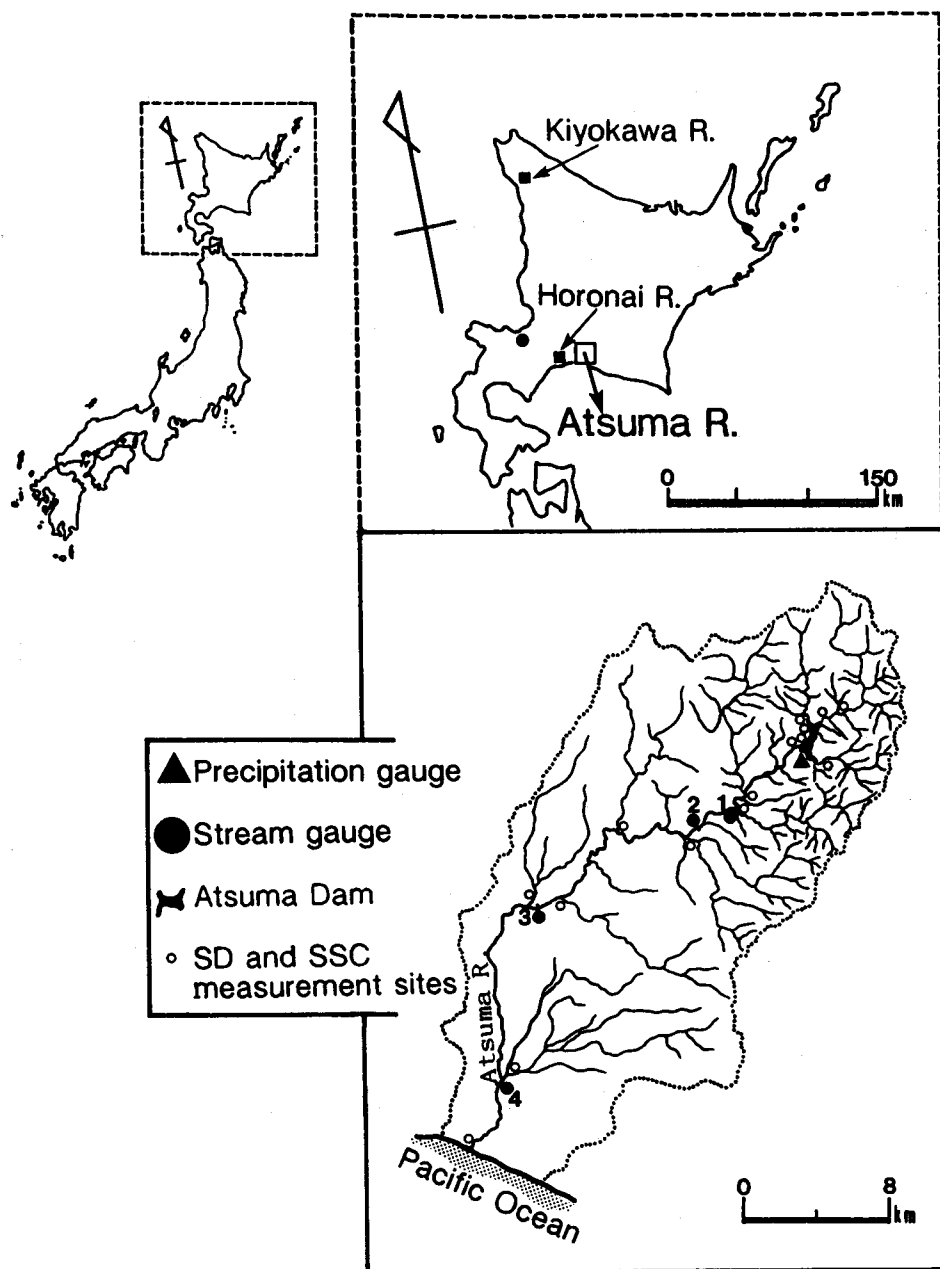 Kiyokawa R.
Horonai R.
Atsuma R.
0 150
km
Precipitation gauge
Stream gauge
Atsuma Dam
SD and SSC
measurement sites
1
2
3
Atsuma R
4
Pacific Ocean
0 8
km